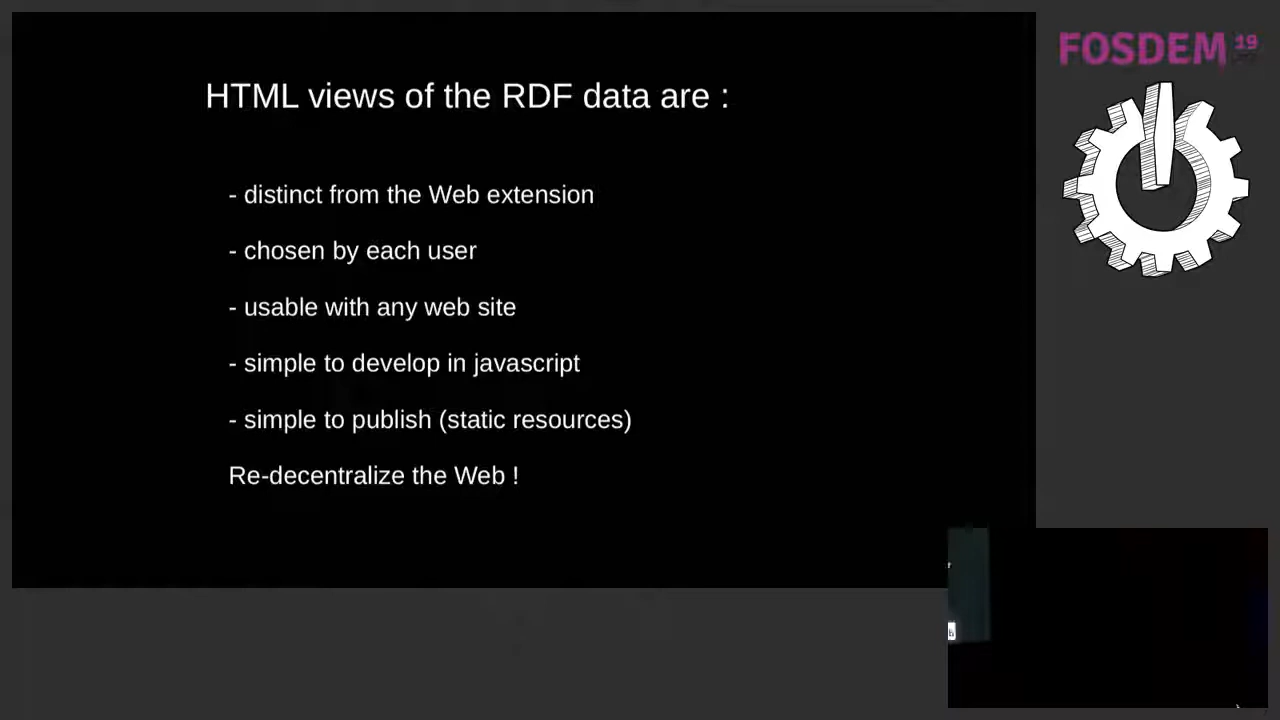 FOSDEM 19
HTML views of the RDF data are :
- distinct from the Web extension
- chosen by each user
- usable with any web site
- simple to develop in javascript
- simple to publish (static resources)
Re-decentralize the Web !